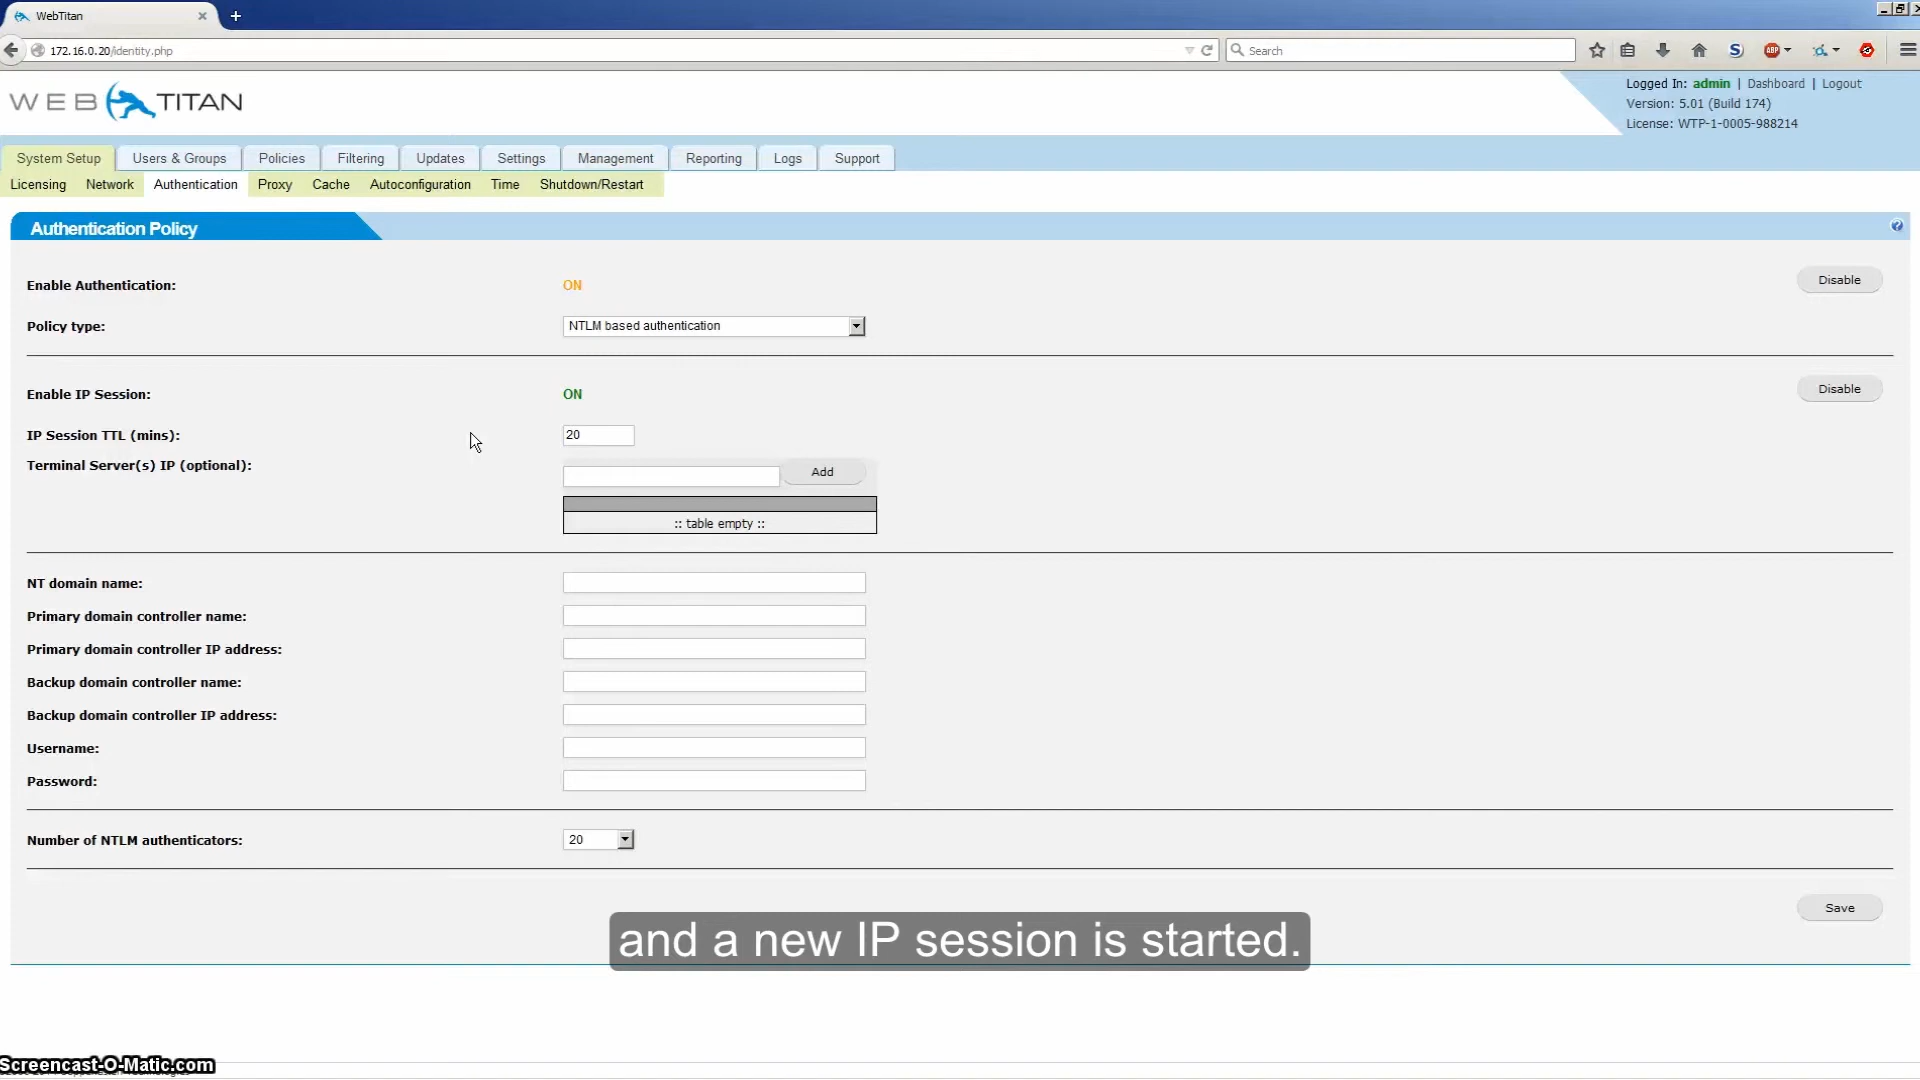 WebTitan
172.16.0.20/identity.php
Search
S
ABP
WEB TITAN
Logged In: admin | Dashboard | Logout
Version: 5.01 (Build 174)
License: WTP-1-0005-988214
System Setup Users & Groups Policies Filtering Updates Settings Management Reporting Logs Support
Licensing Network Authentication Proxy Cache Autoconfiguration Time Shutdown/Restart
Authentication Policy
?
Enable Authentication: ON Disable
Policy type: NTLM based authentication
Enable IP Session: ON Disable
IP Session TTL (mins): 20
Terminal Server(s) IP (optional): Add
:: table empty ::
NT domain name:
Primary domain controller name:
Primary domain controller IP address:
Backup domain controller name:
Backup domain controller IP address:
Username:
Password:
Number of NTLM authenticators: 20
Save
and a new IP session is started.
Screencast-O-Matic.com